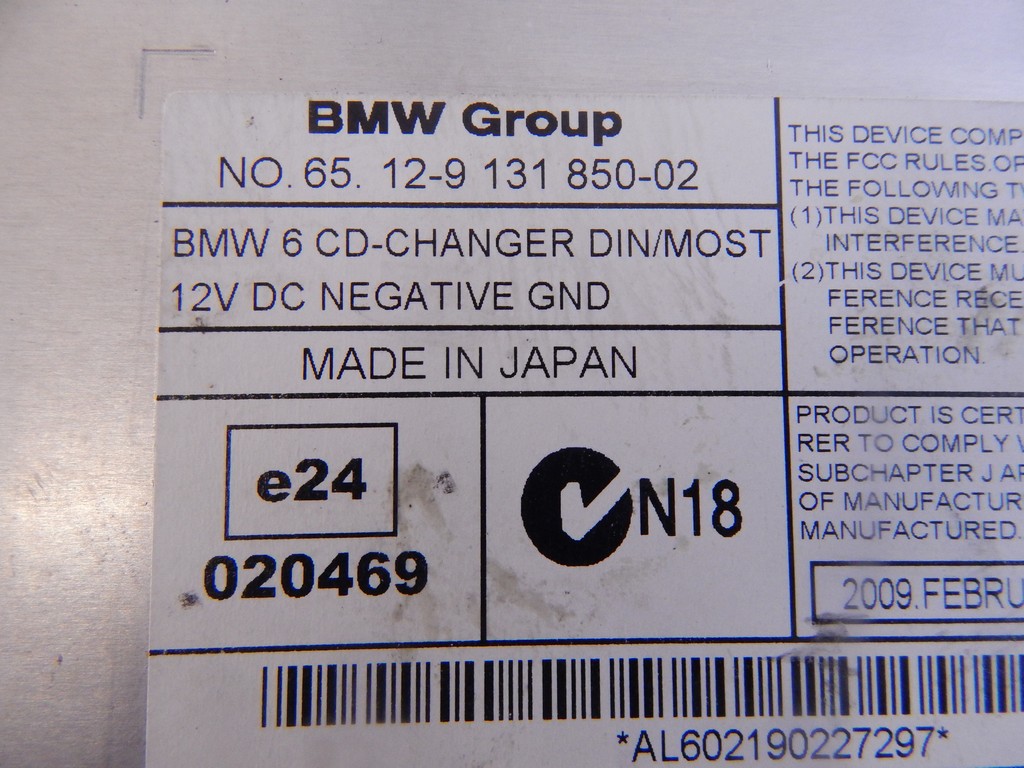 BMW Group
NO. 65. 12-9 131 850-02
BMW 6 CD-CHANGER DIN/MOST
12V DC NEGATIVE GND
MADE IN JAPAN
e24
020469
N18
THIS DEVICE COMP
THE FCC RULES.OP
THE FOLLOWING TW
(1)THIS DEVICE MA
INTERFERENCE.
(2)THIS DEVICE MU
FERENCE RECE
FERENCE THAT
OPERATION.
PRODUCT IS CERT
RER TO COMPLY
SUBCHAPTER J AP
OF MANUFACTUR
MANUFACTURED.
2009.FEBRU
*AL602190227297*